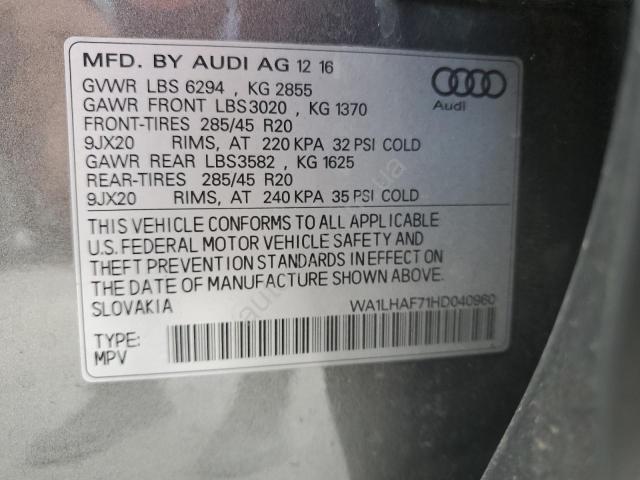 MFD. BY AUDI AG 12 16
GVWR LBS 6294 , KG 2855
GAWR FRONT LBS3020 , KG 1370
FRONT-TIRES 285/45 R20
9JX20 RIMS, AT 220 KPA 32 PSI COLD
GAWR REAR LBS3582 , KG 1625
REAR-TIRES 285/45 R20
9JX20 RIMS, AT 240 KPA 35 PSI COLD
Audi
THIS VEHICLE CONFORMS TO ALL APPLICABLE
U.S. FEDERAL MOTOR VEHICLE SAFETY AND
THEFT PREVENTION STANDARDS IN EFFECT ON
THE DATE OF MANUFACTURE SHOWN ABOVE.
SLOVAKIA WA1LHAF71HD040960
TYPE:
MPV